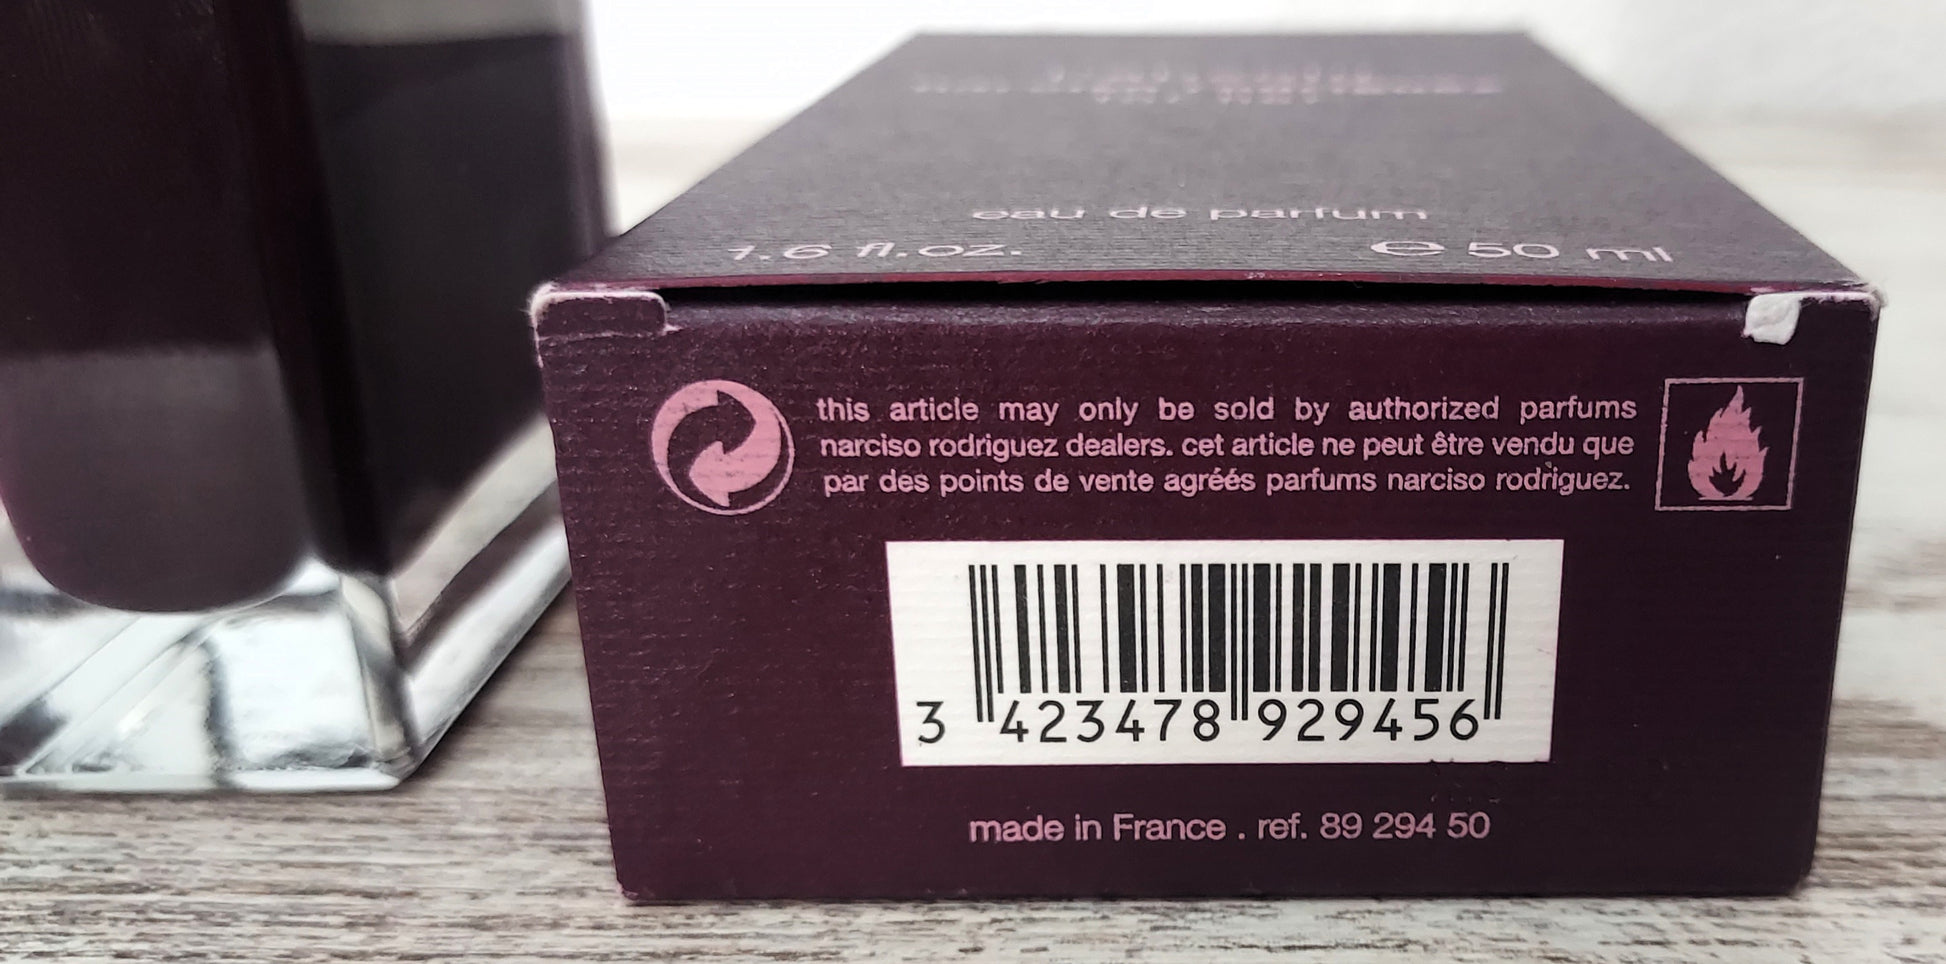 eau de parfum
1.6 fl.oz. e 50 ml
this article may only be sold by authorized parfums
narciso rodriguez dealers. cet article ne peut être vendu que
par des points de vente agréés parfums narciso rodriguez.
3 423478 929456
made in France . ref. 89 294 50